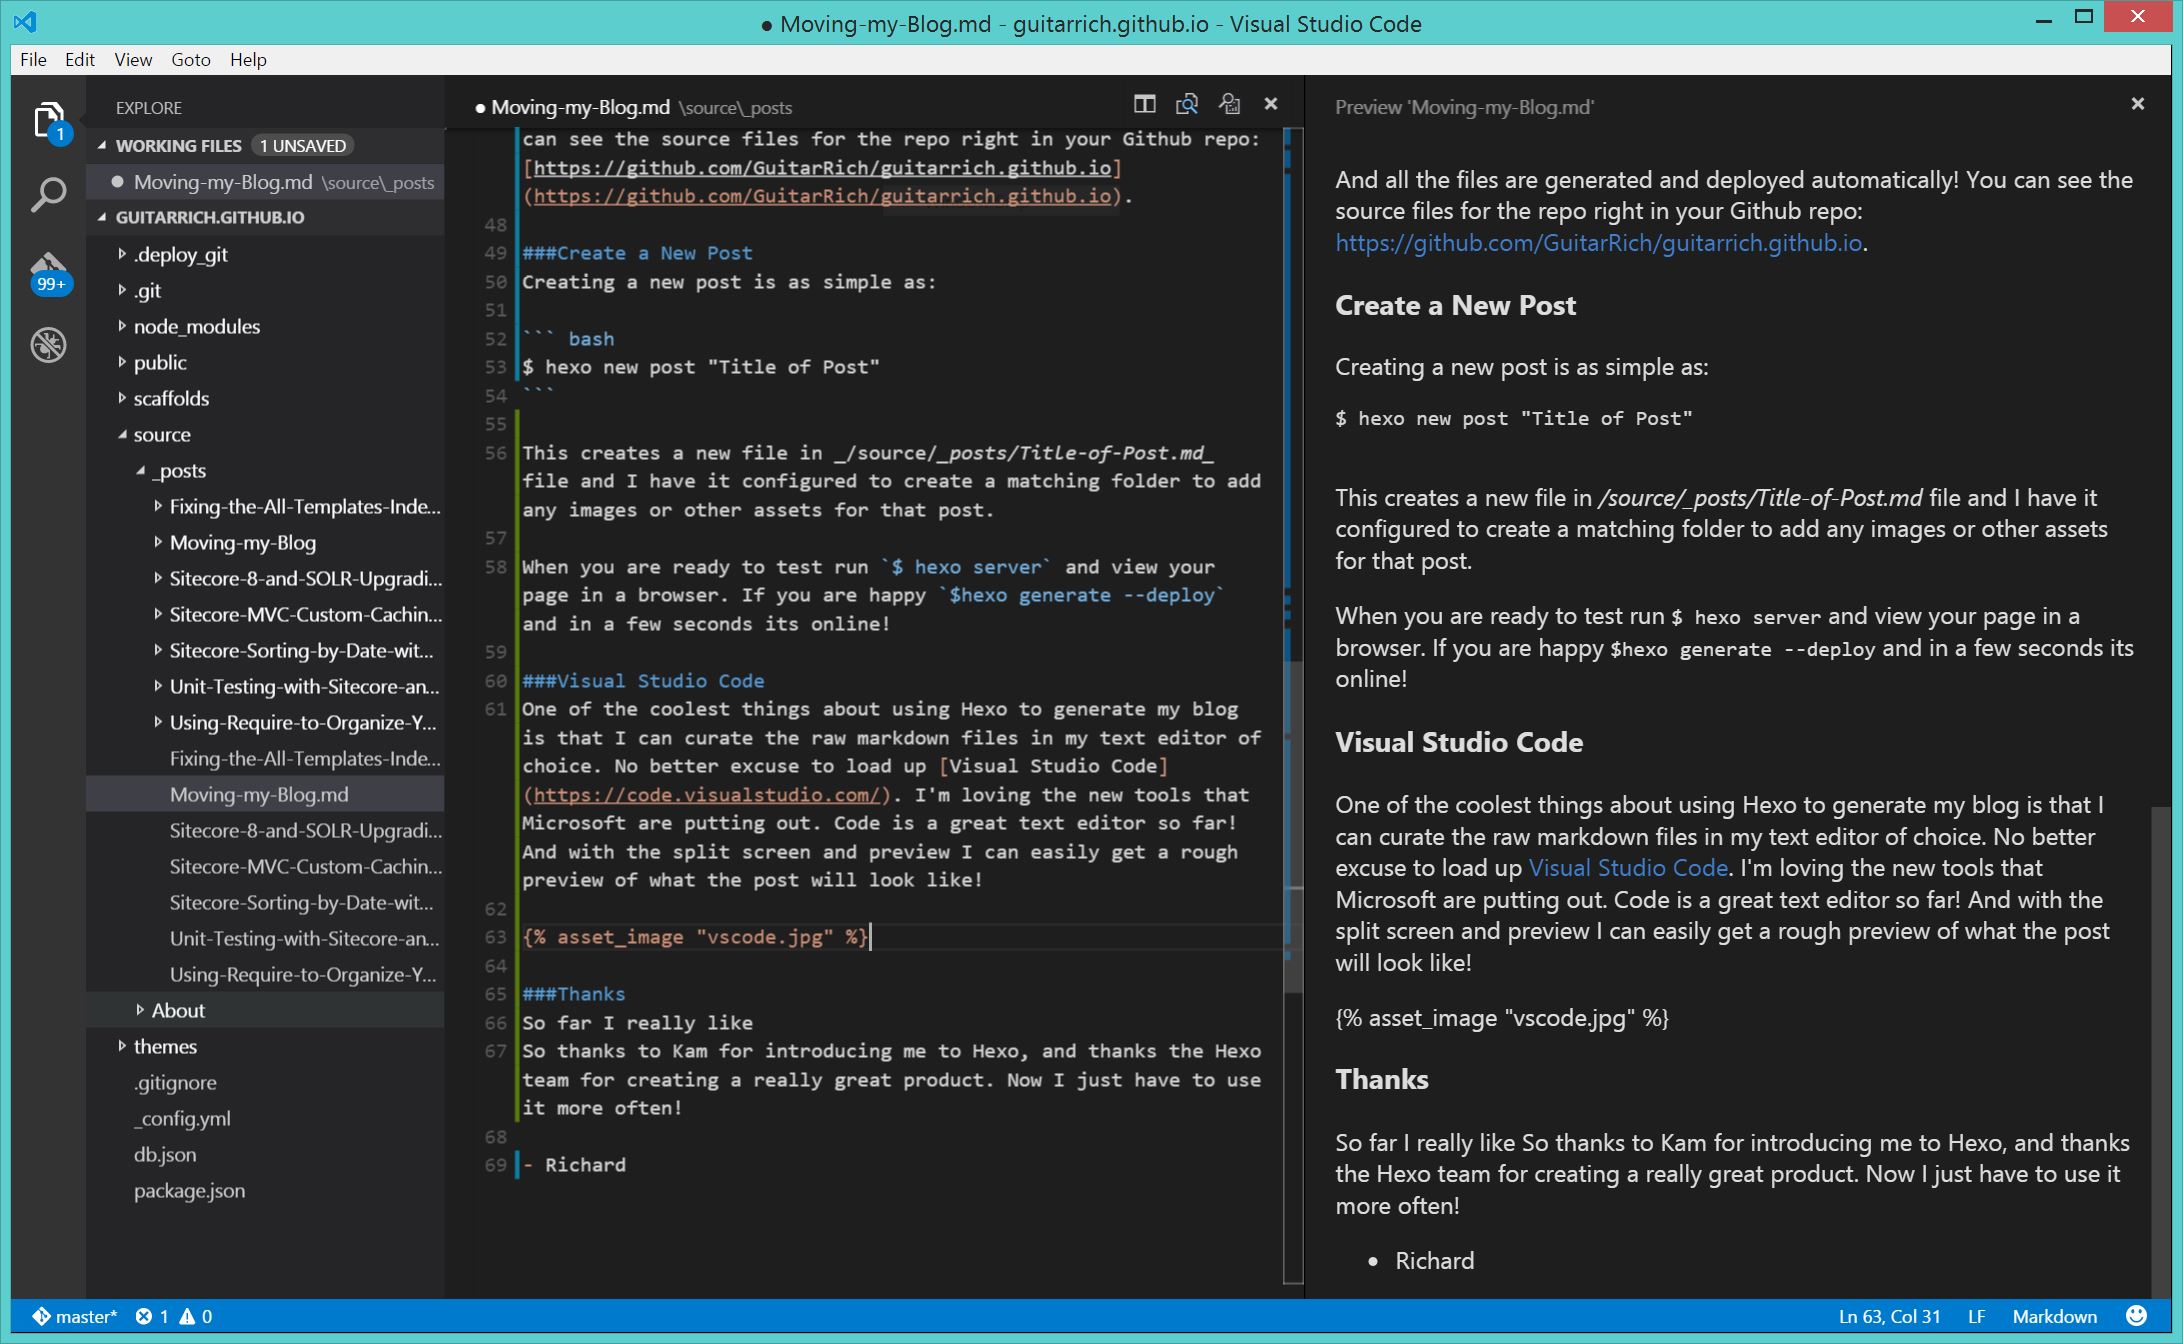 ● Moving-my-Blog.md - guitarrich.github.io - Visual Studio Code
File Edit View Goto Help
EXPLORE
1
WORKING FILES 1 UNSAVED
Moving-my-Blog.md \source\_posts
GUITARRICH.GITHUB.IO
.deploy_git
99+
.git
node_modules
public
scaffolds
source
_posts
Fixing-the-All-Templates-Inde...
Moving-my-Blog
Sitecore-8-and-SOLR-Upgradi...
Sitecore-MVC-Custom-Cachin...
Sitecore-Sorting-by-Date-wit...
Unit-Testing-with-Sitecore-an...
Using-Require-to-Organize-Y...
Fixing-the-All-Templates-Inde...
Moving-my-Blog.md
Sitecore-8-and-SOLR-Upgradi...
Sitecore-MVC-Custom-Cachin...
Sitecore-Sorting-by-Date-wit...
Unit-Testing-with-Sitecore-an...
Using-Require-to-Organize-Y...
About
themes
.gitignore
_config.yml
db.json
package.json
● Moving-my-Blog.md \source\_posts
can see the source files for the repo right in your Github repo:
[https://github.com/GuitarRich/guitarrich.github.io]
(https://github.com/GuitarRich/guitarrich.github.io).
48
49 ###Create a New Post
50 Creating a new post is as simple as:
51
52 ``` bash
53 $ hexo new post "Title of Post"
54 ```
55
56 This creates a new file in _/source/_posts/Title-of-Post.md_
file and I have it configured to create a matching folder to add
any images or other assets for that post.
57
58 When you are ready to test run `$ hexo server` and view your
page in a browser. If you are happy `$hexo generate --deploy`
and in a few seconds its online!
59
60 ###Visual Studio Code
61 One of the coolest things about using Hexo to generate my blog
is that I can curate the raw markdown files in my text editor of
choice. No better excuse to load up [Visual Studio Code]
(https://code.visualstudio.com/). I'm loving the new tools that
Microsoft are putting out. Code is a great text editor so far!
And with the split screen and preview I can easily get a rough
preview of what the post will look like!
62
63 {% asset_image "vscode.jpg" %}
64
65 ###Thanks
66 So far I really like
67 So thanks to Kam for introducing me to Hexo, and thanks the Hexo
team for creating a really great product. Now I just have to use
it more often!
68
69 - Richard
Preview 'Moving-my-Blog.md'
And all the files are generated and deployed automatically! You can see the
source files for the repo right in your Github repo:
https://github.com/GuitarRich/guitarrich.github.io.
Create a New Post
Creating a new post is as simple as:
$ hexo new post "Title of Post"
This creates a new file in /source/_posts/Title-of-Post.md file and I have it
configured to create a matching folder to add any images or other assets
for that post.
When you are ready to test run $ hexo server and view your page in a
browser. If you are happy $hexo generate --deploy and in a few seconds its
online!
Visual Studio Code
One of the coolest things about using Hexo to generate my blog is that I
can curate the raw markdown files in my text editor of choice. No better
excuse to load up Visual Studio Code. I'm loving the new tools that
Microsoft are putting out. Code is a great text editor so far! And with the
split screen and preview I can easily get a rough preview of what the post
will look like!
{% asset_image "vscode.jpg" %}
Thanks
So far I really like So thanks to Kam for introducing me to Hexo, and thanks
the Hexo team for creating a really great product. Now I just have to use it
more often!
• Richard
master* 1 0
Ln 63, Col 31 LF Markdown